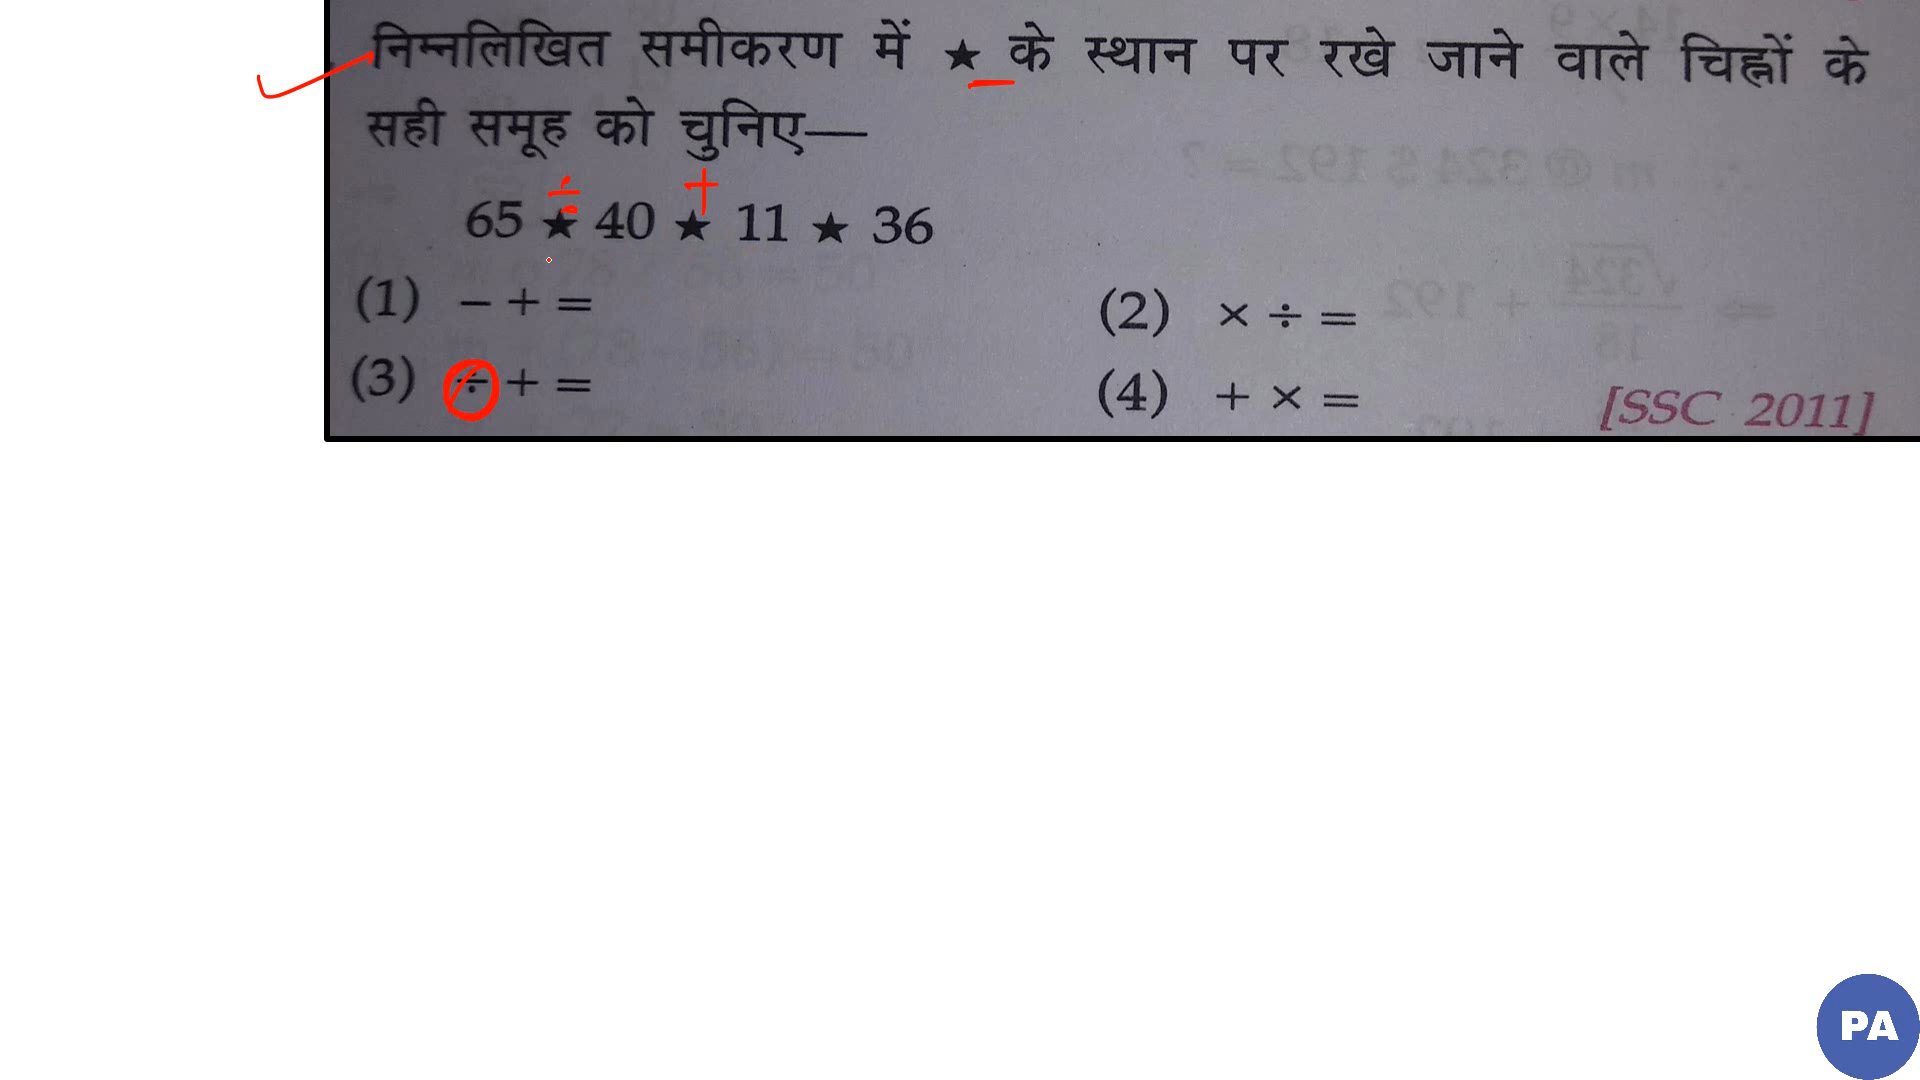 निम्नलिखित समीकरण में ★ के स्थान पर रखे जाने वाले चिह्नों के
सही समूह को चुनिए—
÷ +
65 ★ 40 ★ 11 ★ 36
(1) – + = (2) × ÷ =
(3) ÷ + = (4) + × =
[SSC 2011]
PA